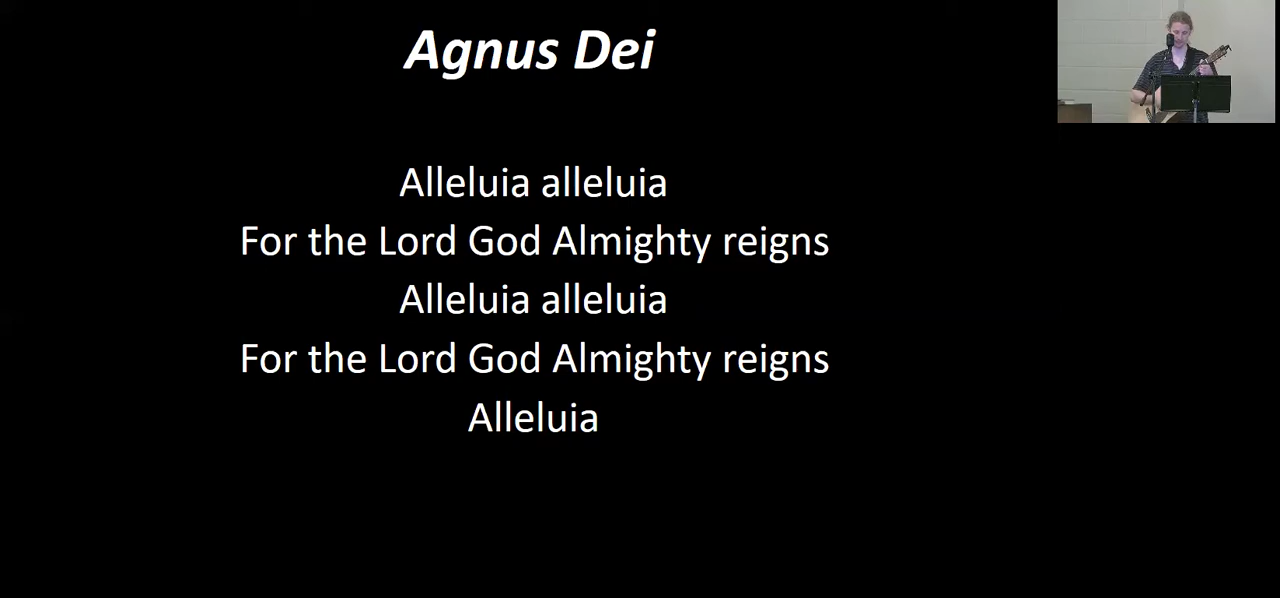 Agnus Dei
Alleluia alleluia
For the Lord God Almighty reigns
Alleluia alleluia
For the Lord God Almighty reigns
Alleluia